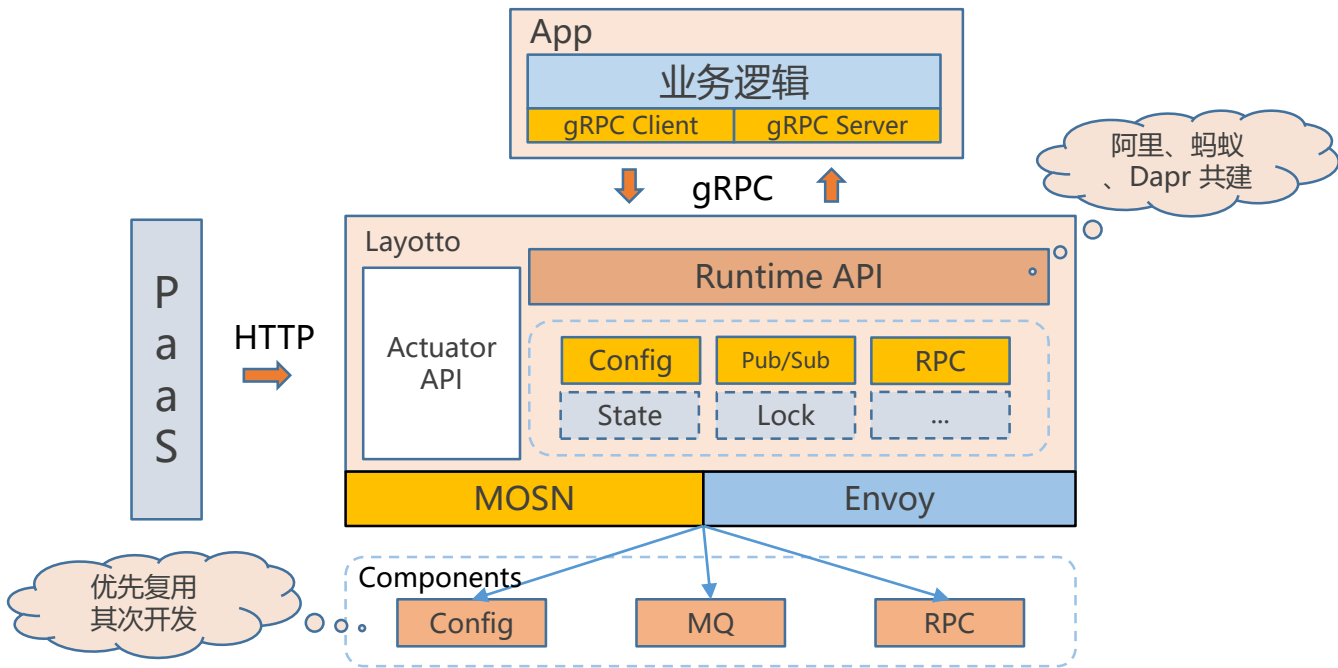 App
业务逻辑
gRPC Client
gRPC Server
阿里、蚂蚁
、Dapr 共建
gRPC
Layotto
Runtime API
P
a
a
S
HTTP
Actuator
API
Config
Pub/Sub
RPC
State
Lock
...
MOSN
Envoy
优先复用
其次开发
Components
Config
MQ
RPC